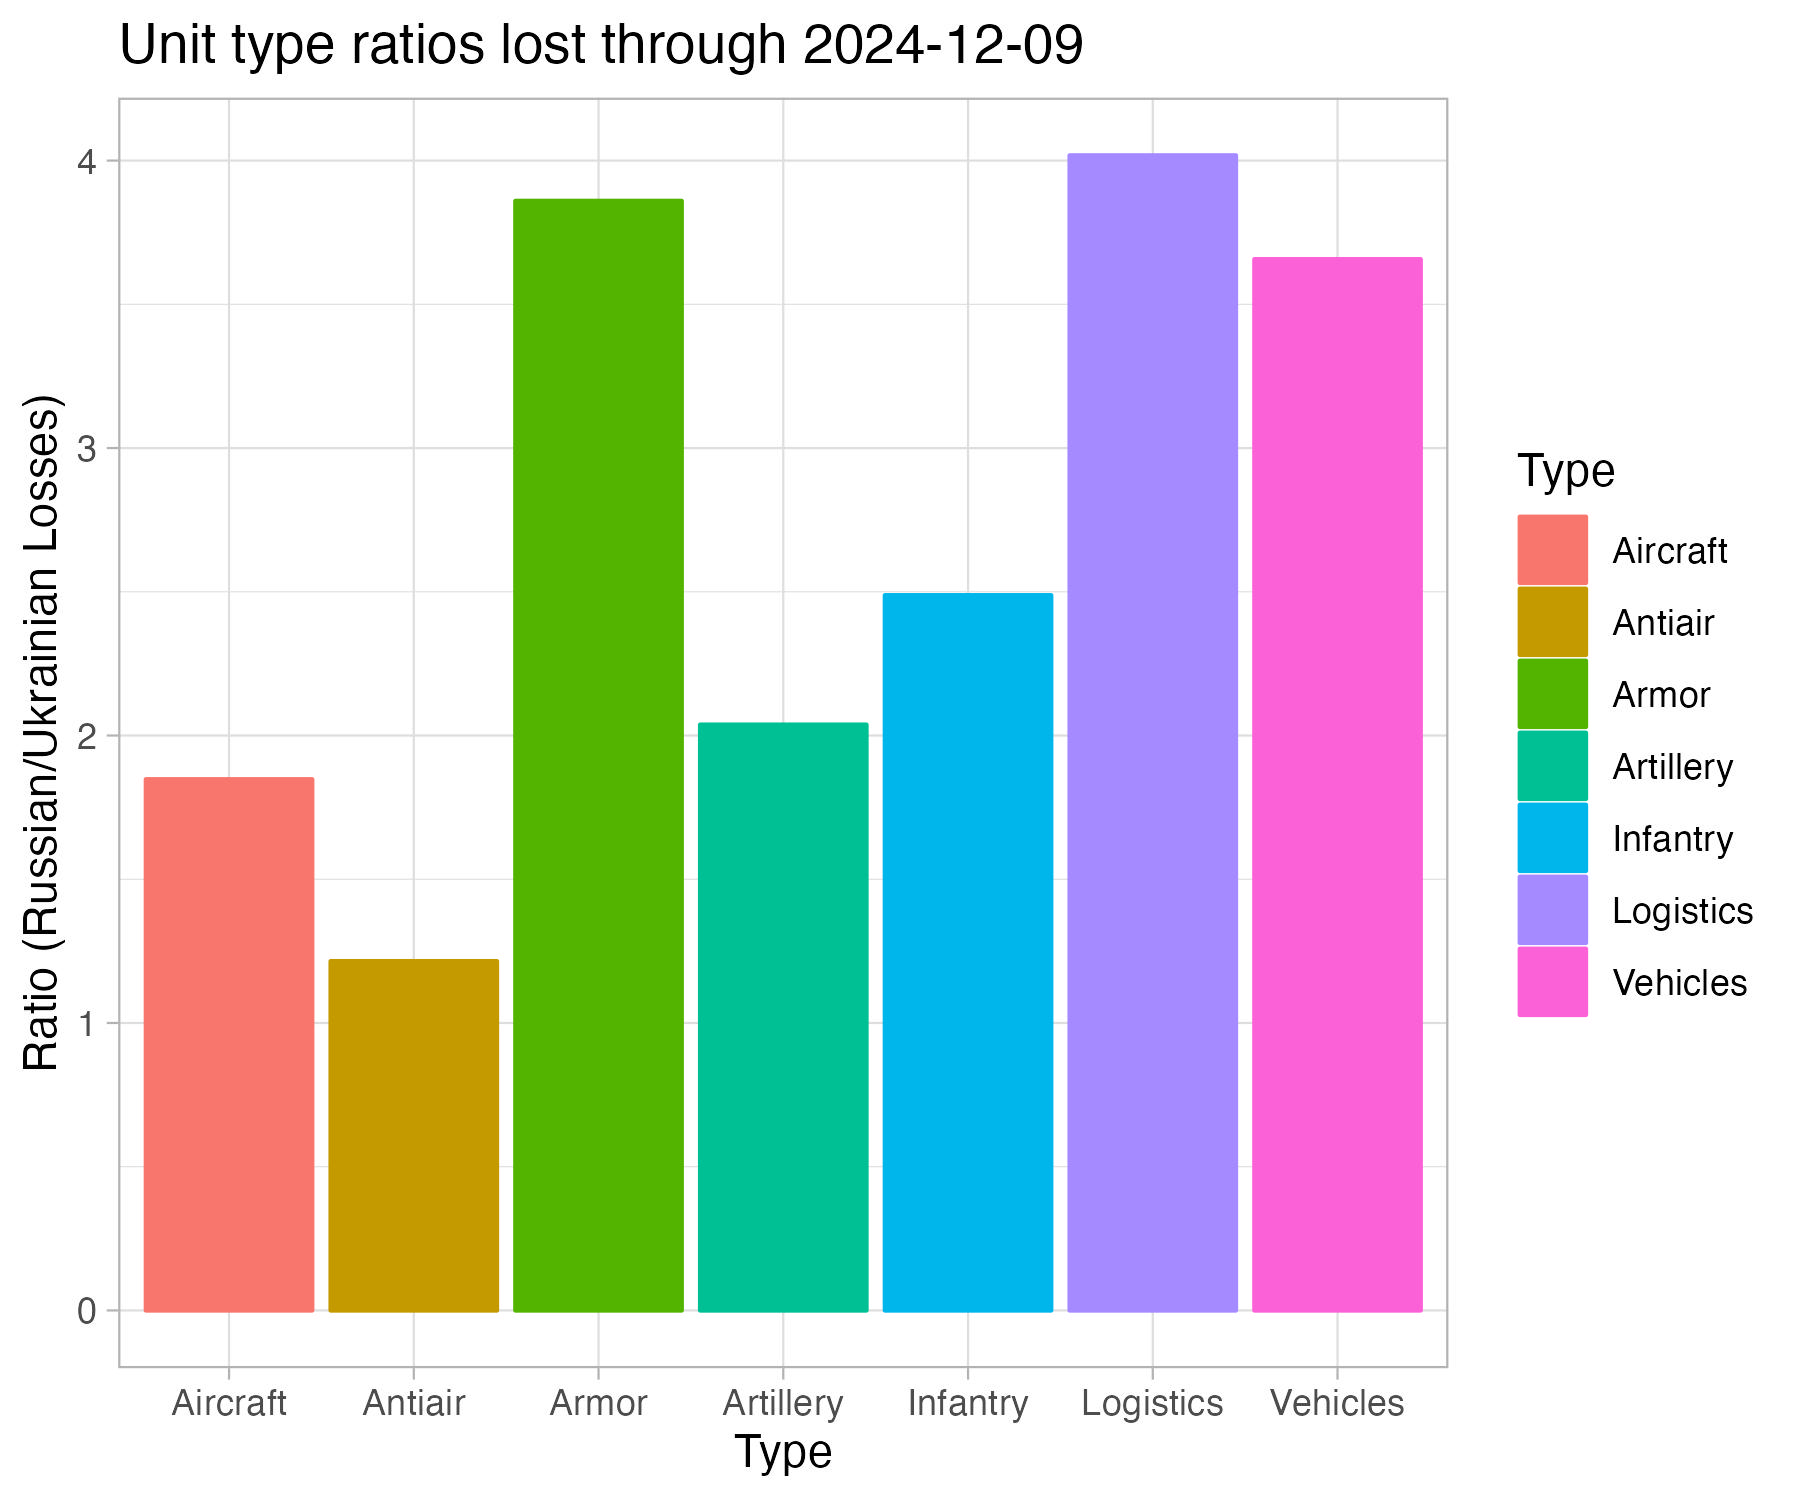 Unit type ratios lost through 2024-12-09
Ratio (Russian/Ukrainian Losses)
4
3
2
1
0
Aircraft
Antiair
Armor
Artillery
Infantry
Logistics
Vehicles
Type
Type
Aircraft
Antiair
Armor
Artillery
Infantry
Logistics
Vehicles